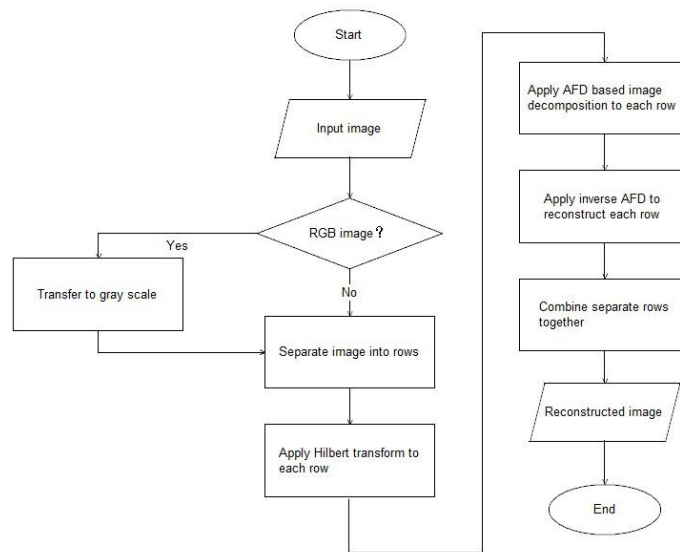 Start
Input image
RGB image?
Yes
No
Transfer to gray scale
Separate image into rows
Apply Hilbert transform to
each row
Apply AFD based image
decomposition to each row
Apply inverse AFD to
reconstruct each row
Combine separate rows
together
Reconstructed image
End